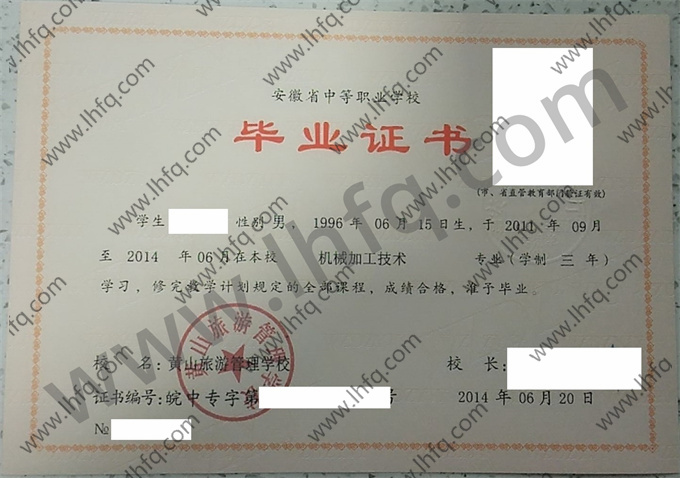 安徽省中等职业学校
毕业证书
(市、省监管教育部门验证有效)
学生 性别 男，1996 年 06 月 15 日生，于 2011 年 09 月
至 2014 年 06 月在本校 机械加工技术 专业（学制 三 年）
学习，修完教学计划规定的全部课程，成绩合格，准予毕业。
校 名：黄山旅游管理学校 校 长：
证书编号：皖中专字第 号 2014 年 06 月 20 日
№
黄山旅游管理学校
www.lhfq.com